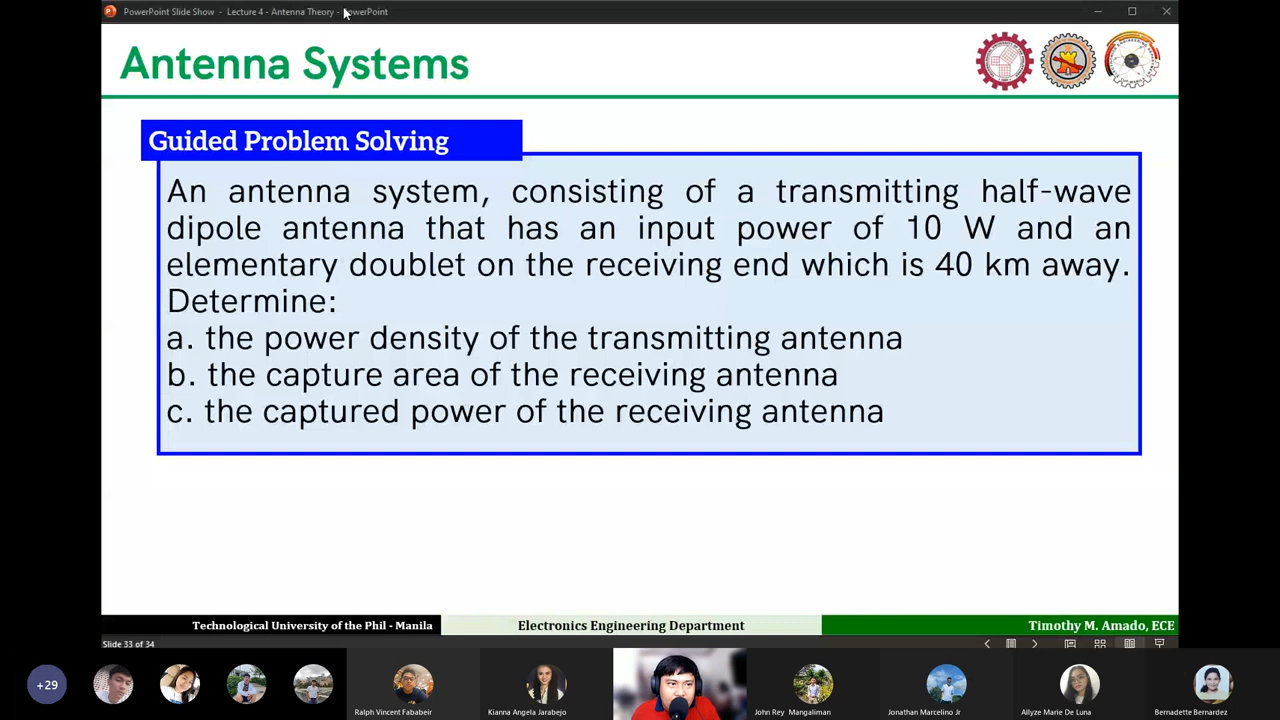 PowerPoint Slide Show - Lecture 4 - Antenna Theory - PowerPoint
Antenna Systems
Guided Problem Solving
An antenna system, consisting of a transmitting half-wave
dipole antenna that has an input power of 10 W and an
elementary doublet on the receiving end which is 40 km away.
Determine:
a. the power density of the transmitting antenna
b. the capture area of the receiving antenna
c. the captured power of the receiving antenna
Technological University of the Phil - Manila
Electronics Engineering Department
Timothy M. Amado, ECE
Slide 33 of 34
+29
Ralph Vincent Fababeir
Kianna Angela Jarabejo
John Rey Mangaliman
Jonathan Marcelino Jr
Allyze Marie De Luna
Bernadette Bernardez